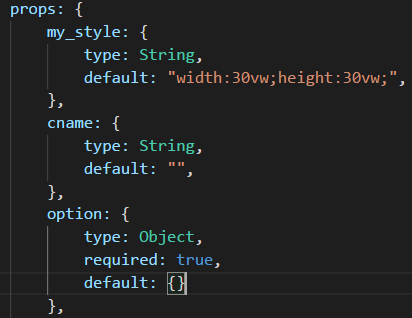 props: {
    my_style: {
        type: String,
        default: "width:30vw;height:30vw;",
    },
    cname: {
        type: String,
        default: "",
    },
    option: {
        type: Object,
        required: true,
        default: {}
    },